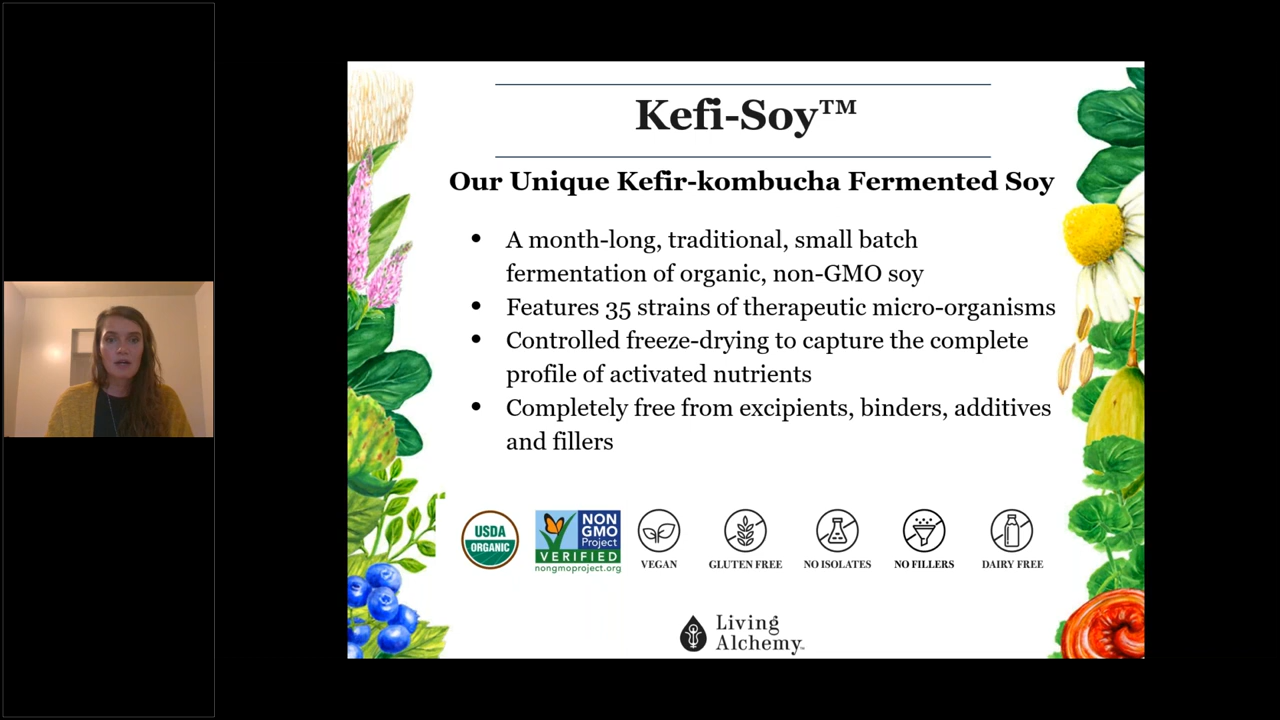 Kefi-Soy™
Our Unique Kefir-kombucha Fermented Soy
• A month-long, traditional, small batch
fermentation of organic, non-GMO soy
• Features 35 strains of therapeutic micro-organisms
• Controlled freeze-drying to capture the complete
profile of activated nutrients
• Completely free from excipients, binders, additives
and fillers
USDA
ORGANIC
NON
GMO
Project
VERIFIED
nongmoproject.org
VEGAN
GLUTEN FREE
NO ISOLATES
NO FILLERS
DAIRY FREE
Living
Alchemy™